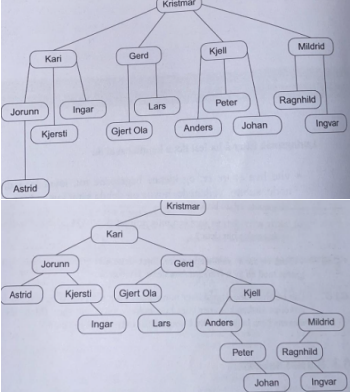 Kristmar
Kari Gerd Kjell Mildrid
Jorunn Kjersti Ingar Gjert Ola Lars Anders Peter Johan Ragnhild Ingvar
Astrid
Kristmar
Kari
Jorunn Gerd
Astrid Kjersti Gjert Ola Kjell
Ingar Lars Anders Mildrid
Peter Ragnhild
Johan Ingvar